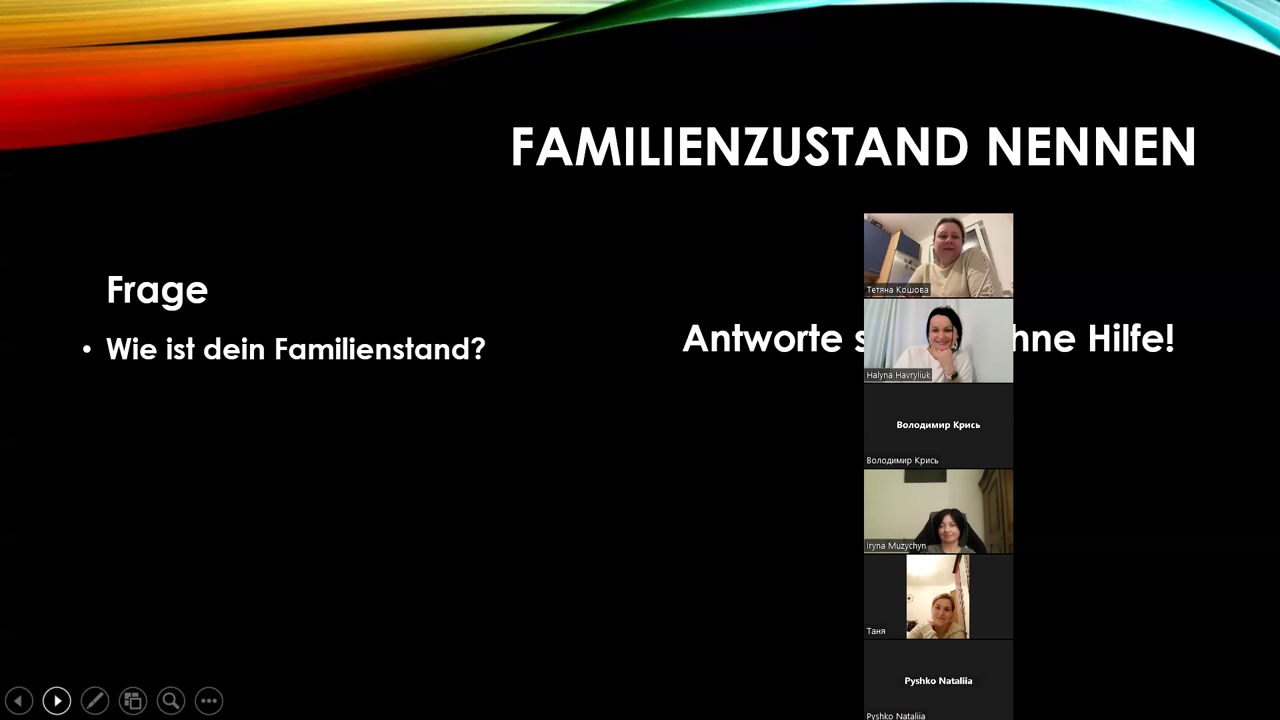 FAMILIENZUSTAND NENNEN
Frage
• Wie ist dein Familienstand?
Antworte s hne Hilfe!
Тетяна Кошова
Halyna Havryliuk
Володимир Крись
Володимир Крись
Iryna Muzychyn
Таня
Pyshko Nataliia
Pyshko Nataliia